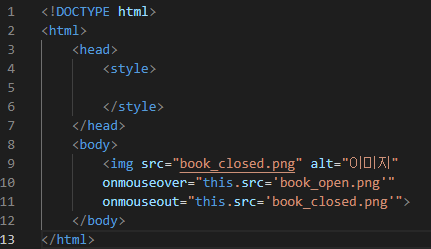 1 <!DOCTYPE html>
2 <html>
3 <head>
4 <style>
5
6 </style>
7 </head>
8 <body>
9 <img src="book_closed.png" alt="이미지"
10 onmouseover="this.src='book_open.png'"
11 onmouseout="this.src='book_closed.png'">
12 </body>
13 </html>